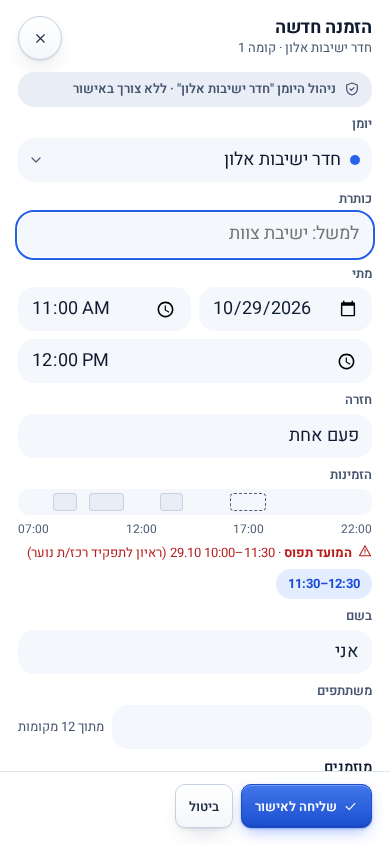 הזמנה חדשה
חדר ישיבות אלון · קומה 1
ניהול היומן "חדר ישיבות אלון" · ללא צורך באישור
יומן
חדר ישיבות אלון
כותרת
למשל: ישיבת צוות
מתי
10/29/2026 11:00 AM
12:00 PM
חזרה
פעם אחת
הזמינות
07:00 12:00 17:00 22:00
המועד תפוס · 29.10 10:00–11:30 (ראיון לתפקיד רכז/ת נוער)
11:30–12:30
בשם
אני
משתתפים
מתוך 12 מקומות
מוזמנים
שליחה לאישור ביטול